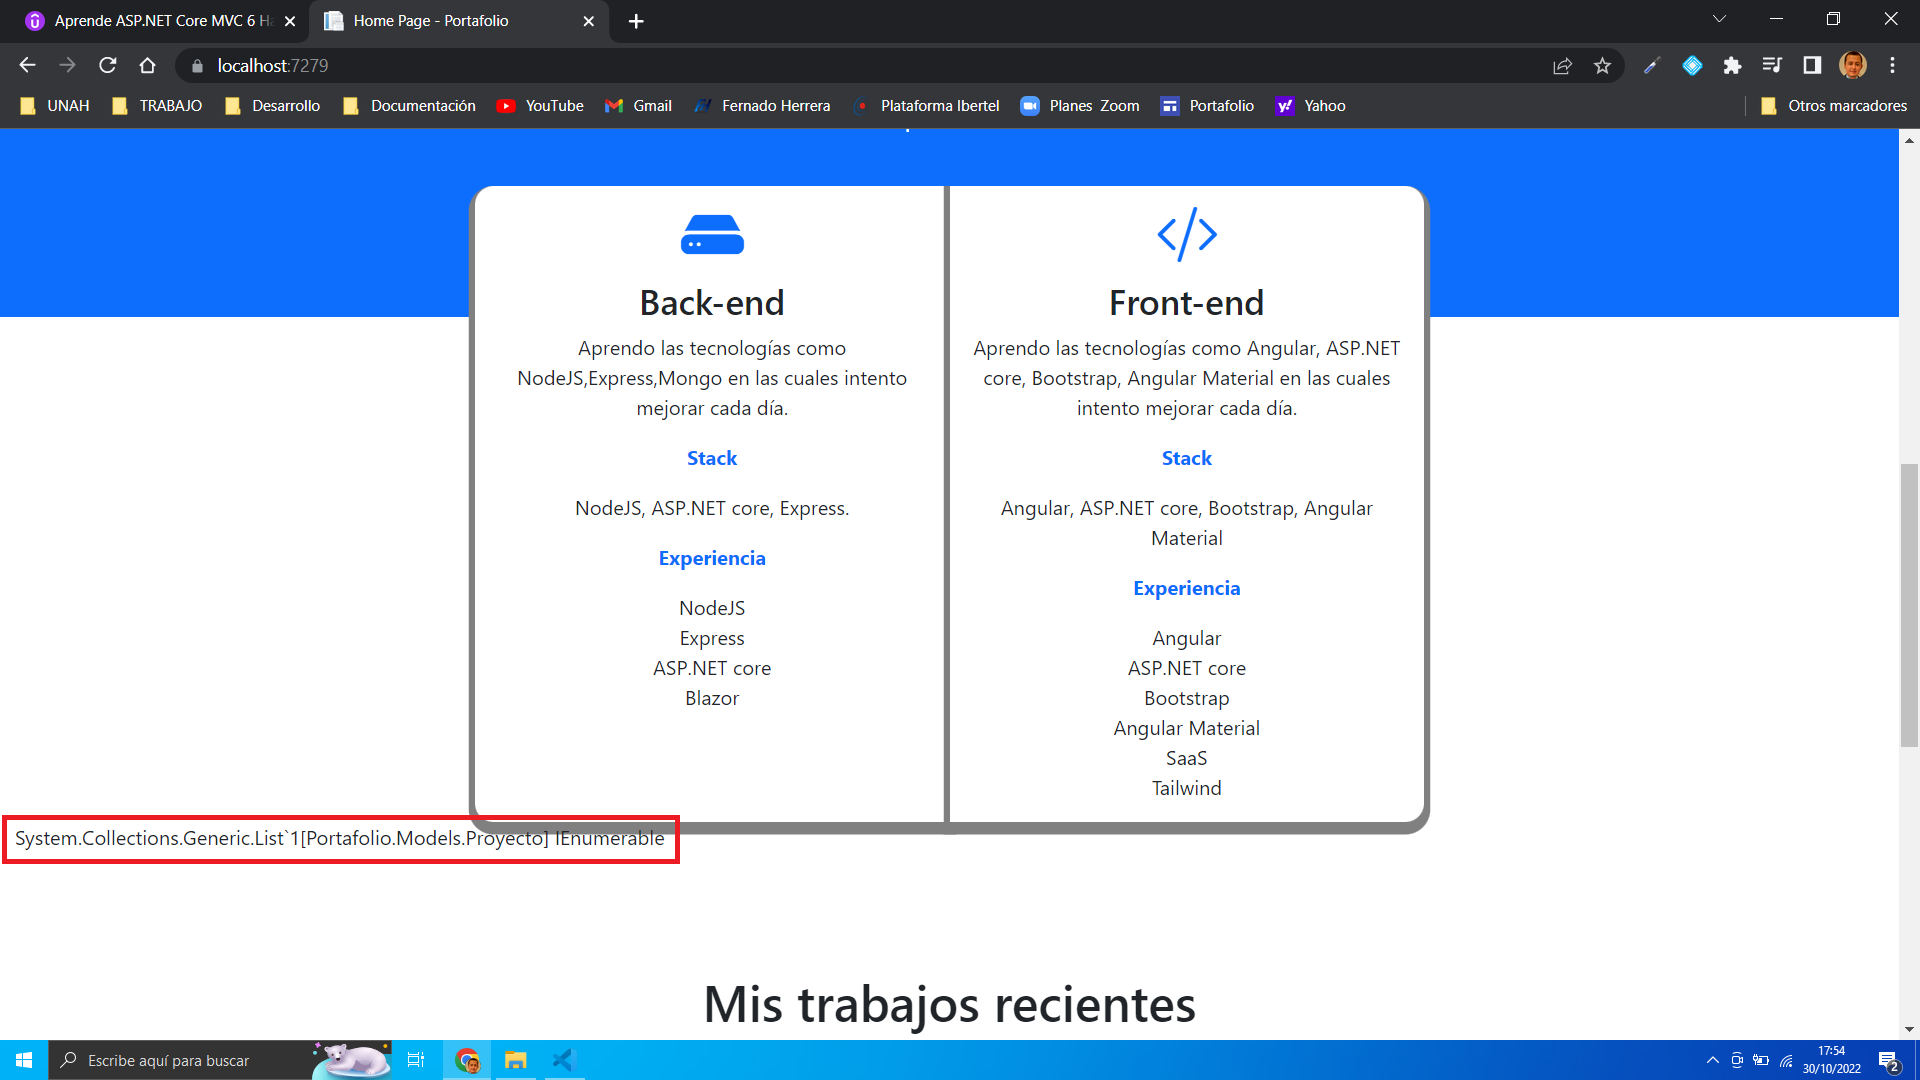 Aprende ASP.NET Core MVC 6 Ha
Home Page - Portafolio
localhost:7279
UNAH
TRABAJO
Desarrollo
Documentación
YouTube
Gmail
Fernado Herrera
Plataforma Ibertel
Planes Zoom
Portafolio
Yahoo
Otros marcadores
Back-end
Aprendo las tecnologías como
NodeJS,Express,Mongo en las cuales intento
mejorar cada día.
Stack
NodeJS, ASP.NET core, Express.
Experiencia
NodeJS
Express
ASP.NET core
Blazor
Front-end
Aprendo las tecnologías como Angular, ASP.NET
core, Bootstrap, Angular Material en las cuales
intento mejorar cada día.
Stack
Angular, ASP.NET core, Bootstrap, Angular
Material
Experiencia
Angular
ASP.NET core
Bootstrap
Angular Material
SaaS
Tailwind
System.Collections.Generic.List`1[Portafolio.Models.Proyecto] IEnumerable
Mis trabajos recientes
Escribe aquí para buscar
17:54
30/10/2022
2